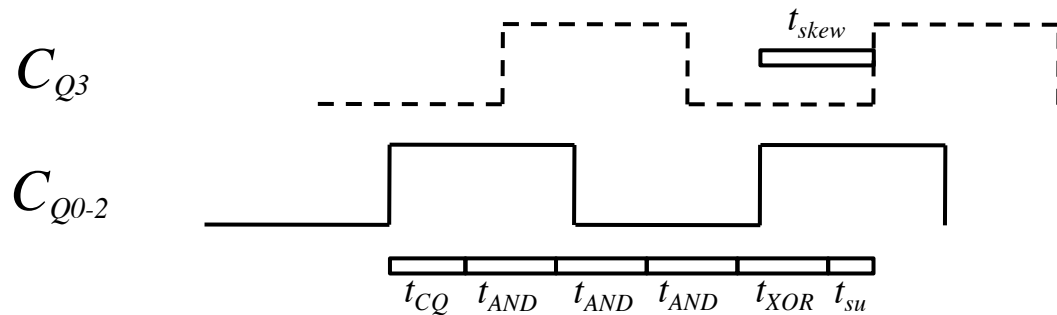 t_skew
C_Q3
C_Q0-2
t_CQ t_AND t_AND t_AND t_XOR t_su